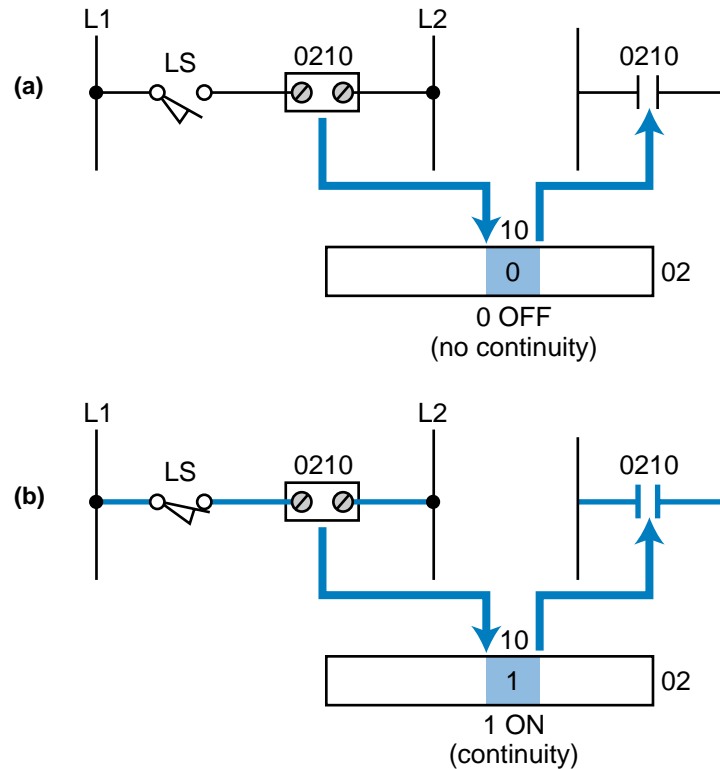 L1
L2
LS
0210
0210
(a)
10
0
02
0 OFF
(no continuity)
L1
L2
LS
0210
0210
(b)
10
1
02
1 ON
(continuity)